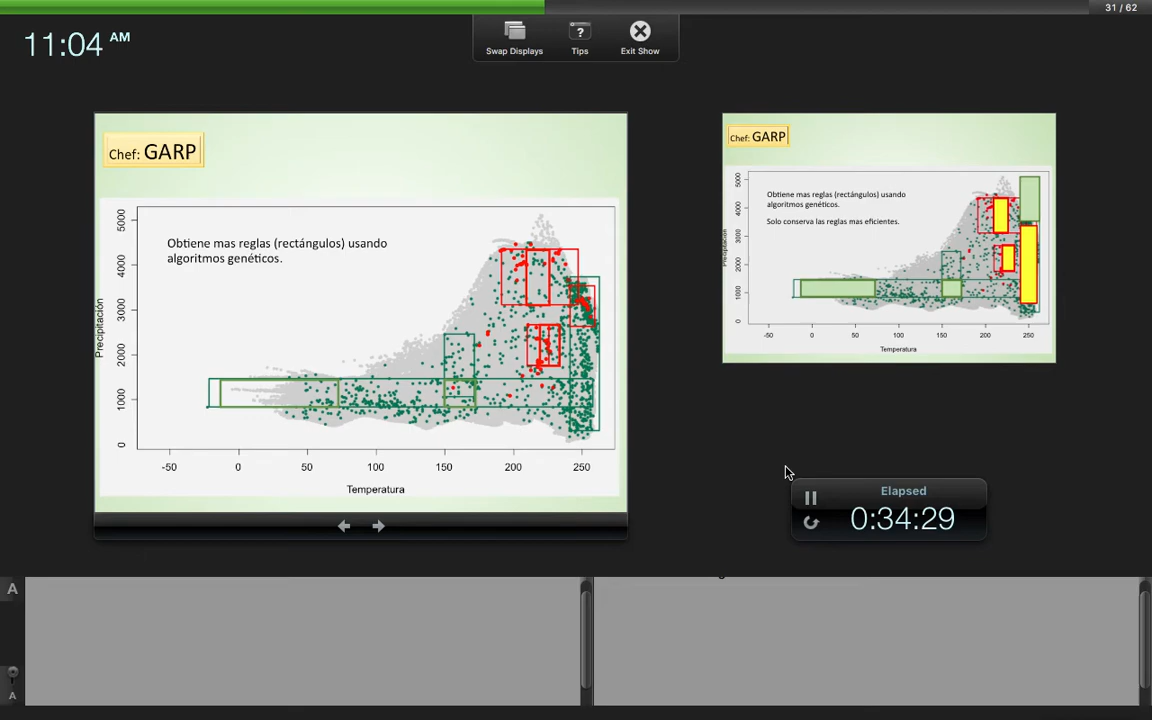 31 / 62
11:04 AM
Swap Displays
Tips
Exit Show
Chef: GARP
Obtiene mas reglas (rectángulos) usando
algoritmos genéticos.
Precipitación
5000
4000
3000
2000
1000
0
-50 0 50 100 150 200 250
Temperatura
Chef: GARP
Obtiene mas reglas (rectángulos) usando
algoritmos genéticos.
Solo conserva las reglas mas eficientes.
Precipitación
5000
4000
3000
2000
1000
0
-50 0 50 100 150 200 250
Temperatura
Elapsed
0:34:29
A
A